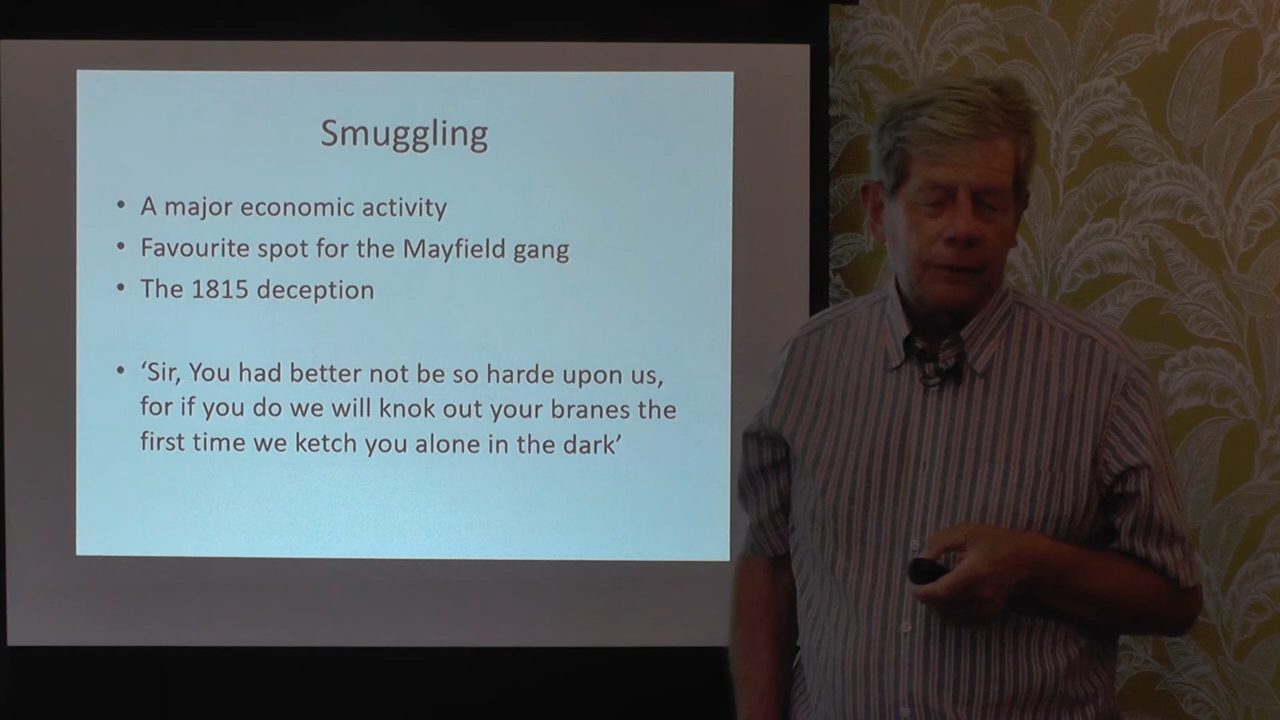 Smuggling
• A major economic activity
• Favourite spot for the Mayfield gang
• The 1815 deception
• ‘Sir, You had better not be so harde upon us,
for if you do we will knok out your branes the
first time we ketch you alone in the dark’